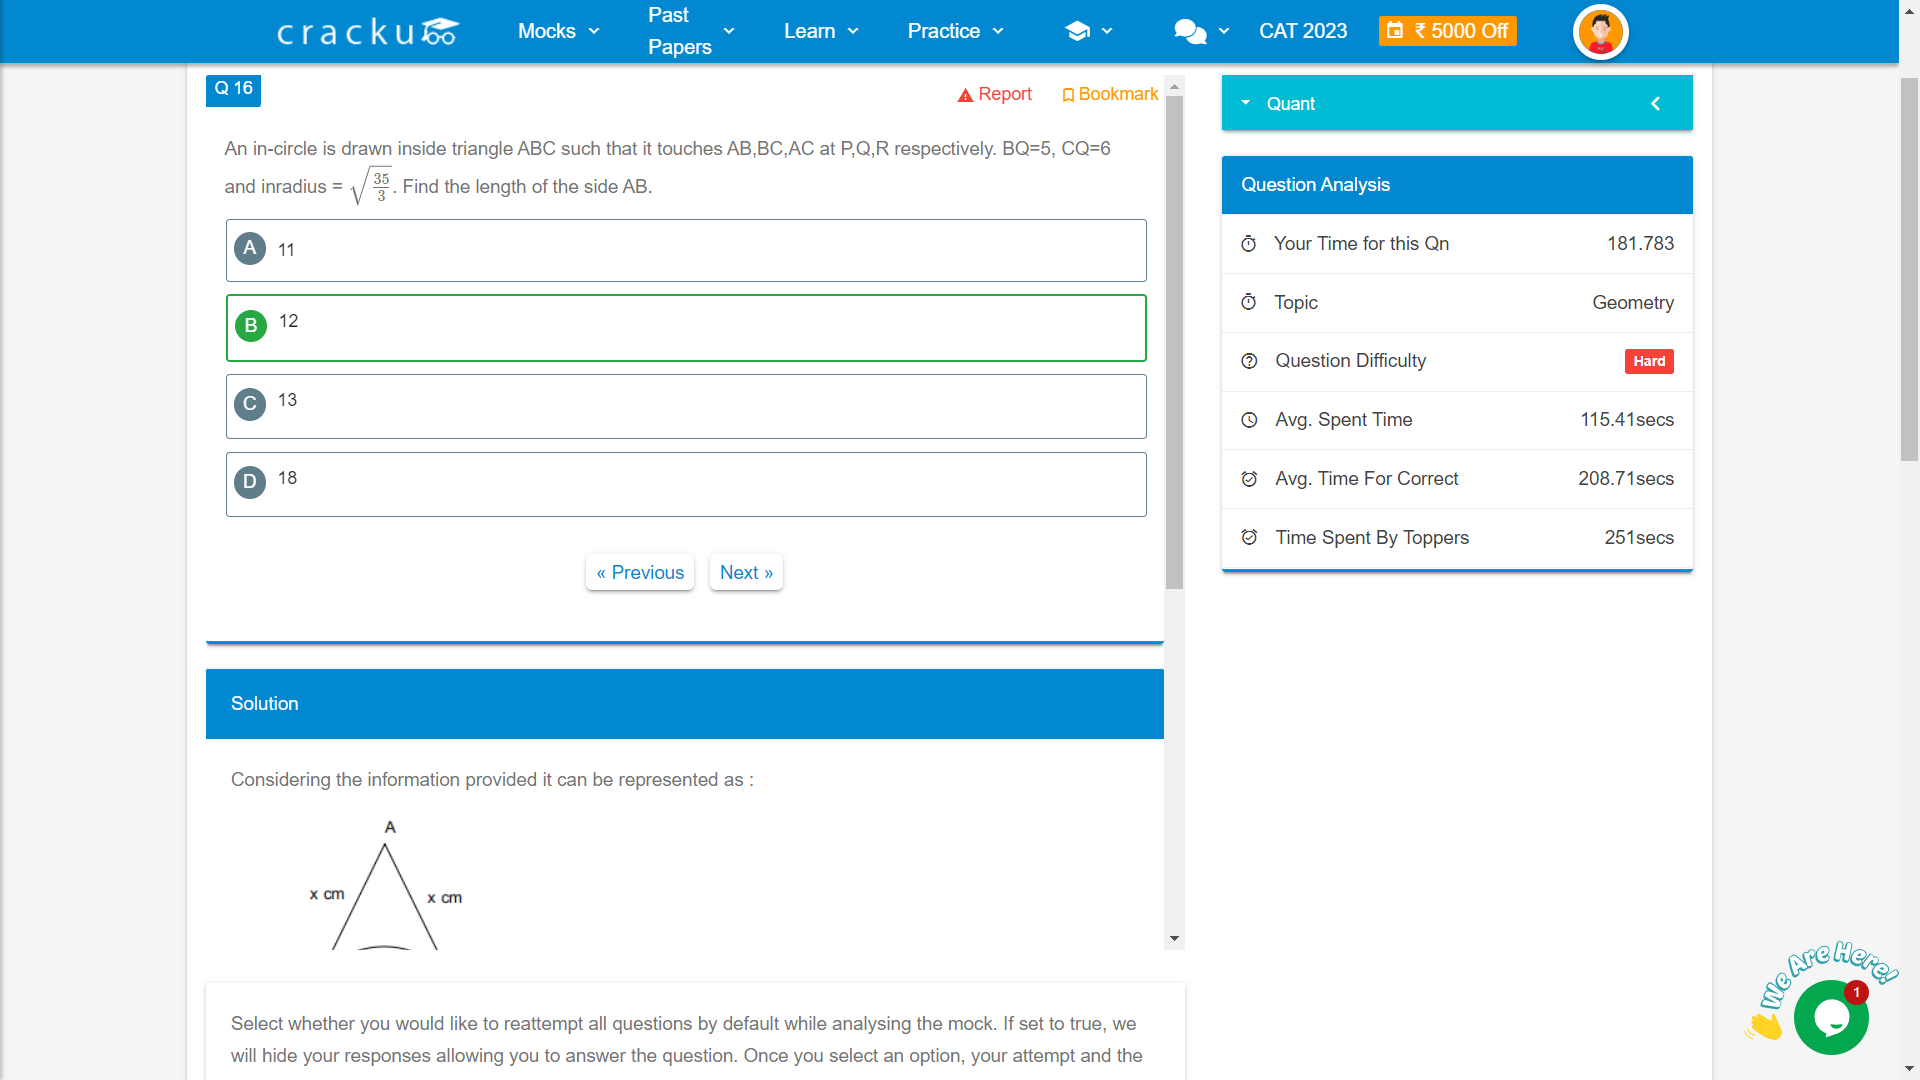 cracku
Mocks
Past Papers
Learn
Practice
CAT 2023
₹ 5000 Off
Q 16
Report
Bookmark
An in-circle is drawn inside triangle ABC such that it touches AB,BC,AC at P,Q,R respectively. BQ=5, CQ=6
and inradius = √(35/3). Find the length of the side AB.
A 11
B 12
C 13
D 18
« Previous
Next »
Solution
Considering the information provided it can be represented as :
A
x cm
x cm
Select whether you would like to reattempt all questions by default while analysing the mock. If set to true, we
will hide your responses allowing you to answer the question. Once you select an option, your attempt and the
Quant
Question Analysis
Your Time for this Qn 181.783
Topic Geometry
Question Difficulty Hard
Avg. Spent Time 115.41secs
Avg. Time For Correct 208.71secs
Time Spent By Toppers 251secs
We Are Here!
1